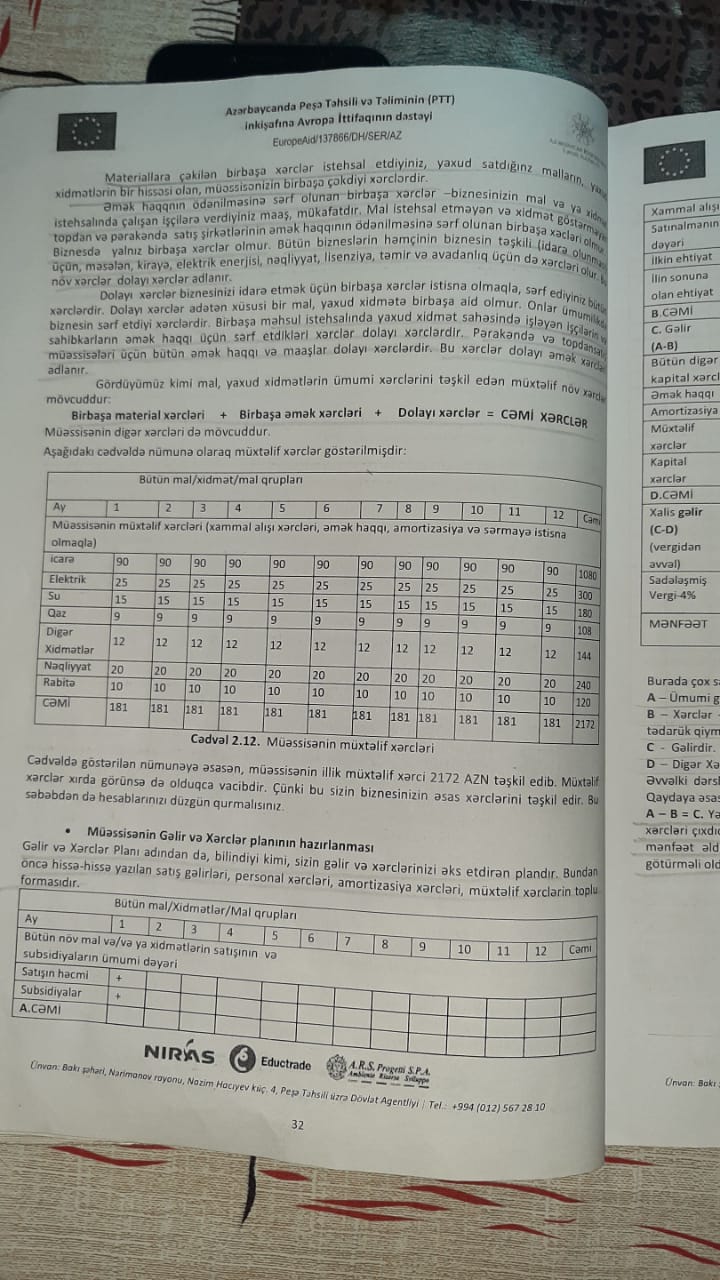 Azərbaycanda Peşə Təhsili və Təliminin (PTT)
inkişafına Avropa İttifaqının dəstəyi
EuropeAid/137866/DH/SER/AZ
Materiallara çəkilən birbaşa xərclər istehsal etdiyiniz, yaxud satdığınz malların,
xidmətlərin bir hissəsi olan, müəssisənizin birbaşa çəkdiyi xərclərdir.
Əmək haqqının ödənilməsinə sərf olunan birbaşa xərclər –biznesinizin mal və ya
istehsalında çalışan işçilərə verdiyiniz maaş, mükafatdır. Mal istehsal etməyən və xidmət
topdan və pərakəndə satış şirkətlərinin əmək haqqının ödənilməsinə sərf olunan birbaşa xəcləri
Biznesdə yalnız birbaşa xərclər olmur. Bütün bizneslərin həmçinin biznesin təşkili (idarə
üçün, məsələn, kirayə, elektrik enerjisi, nəqliyyat, lisenziya, təmir və avadanlıq üçün də xərcləri olur.
növ xərclər dolayı xərclər adlanır.
Dolayı xərclər biznesinizi idarə etmək üçün birbaşa xərclər istisna olmaqla, sərf ediyiniz bütün
xərclərdir. Dolayı xərclər adətən xüsusi bir mal, yaxud xidmətə birbaşa aid olmur. Onlar
biznesin sərf etdiyi xərclərdir. Birbaşa məhsul istehsalında yaxud xidmət sahəsində işləyən işçilərin
sahibkarların əmək haqqı üçün sərf etdikləri xərclər dolayı xərclərdir. Pərakəndə və
müəssisələri üçün bütün əmək haqqı və maaşlar dolayı xərclərdir. Bu xərclər dolayı əmək
adlanır.
Gördüyümüz kimi mal, yaxud xidmətlərin ümumi xərclərini təşkil edən müxtəlif növ
mövcuddur:
Birbaşa material xərcləri + Birbaşa əmək xərcləri + Dolayı xərclər = CƏMİ XƏRCLƏR
Müəssisənin digər xərcləri də mövcuddur.
Aşağıdakı cədvəldə nümunə olaraq müxtəlif xərclər göstərilmişdir:
Bütün mal/xidmət/mal qrupları
Ay 1 2 3 4 5 6 7 8 9 10 11 12 Cəmi
Müəssisənin müxtəlif xərcləri (xammal alışı xərcləri, əmək haqqı, amortizasiya və sərmayə istisna
olmaqla)
icarə 90 90 90 90 90 90 90 90 90 90 90 90 1080
Elektrik 25 25 25 25 25 25 25 25 25 25 25 25 300
Su 15 15 15 15 15 15 15 15 15 15 15 15 180
Qaz 9 9 9 9 9 9 9 9 9 9 9 9 108
Digər
Xidmətlər 12 12 12 12 12 12 12 12 12 12 12 12 144
Nəqliyyat 20 20 20 20 20 20 20 20 20 20 20 20 240
Rabitə 10 10 10 10 10 10 10 10 10 10 10 10 120
CƏMİ 181 181 181 181 181 181 181 181 181 181 181 181 2172
Cədvəl 2.12. Müəssisənin müxtəlif xərcləri
Cədvəldə göstərilən nümunəyə əsasən, müəssisənin illik müxtəlif xərci 2172 AZN təşkil edib. Müxtəlif
xərclər xırda görünsə də olduqca vacibdir. Çünki bu sizin biznesinizin əsas xərclərini təşkil edir. Bu
səbəbdən də hesablarınızı düzgün qurmalısınız.
• Müəssisənin Gəlir və Xərclər planının hazırlanması
Gəlir və Xərclər Planı adından da, bilindiyi kimi, sizin gəlir və xərclərinizi əks etdirən plandır. Bundan
öncə hissə-hissə yazılan satış gəlirləri, personal xərcləri, amortizasiya xərcləri, müxtəlif xərclərin toplu
formasıdır.
Bütün mal/Xidmətlər/Mal qrupları
Ay 1 2 3 4 5 6 7 8 9 10 11 12 Cəmi
Bütün növ mal və/və ya xidmətlərin satışının və
subsidiyaların ümumi dəyəri
Satışın həcmi +
Subsidiyalar +
A.CƏMİ
NIRÁS Eductrade A.R.S. Progetti S.P.A.
Ambiente Risorse Sviluppo
Ünvan: Bakı şəhəri, Nərimanov rayonu, Nazim Hacıyev küç. 4, Peşə Təhsili üzrə Dövlət Agentliyi | Tel.: +994 (012) 567 28 10
32
Xammal alışı
Satınalmanın
dəyəri
İlkin ehtiyat
İlin sonuna
olan ehtiyat
B.CƏMİ
C. Gəlir
(A-B)
Bütün digər
kapital xərcl
Əmək haqqı
Amortizasiya
Müxtəlif
xərclər
Kapital
xərclər
D.CƏMİ
Xalis gəlir
(C-D)
(vergidən
əvvəl)
Sadələşmiş
Vergi-4%
MƏNFƏƏT
Burada çox s
A – Ümumi g
B – Xərclər
tədarük qiym
C - Gəlirdir.
D – Digər Xə
Əvvəlki dərs
Qaydaya əsas
A – B = C. Yə
xərcləri çıxdıq
mənfəət əld
götürməli old
Ünvan: Bakı